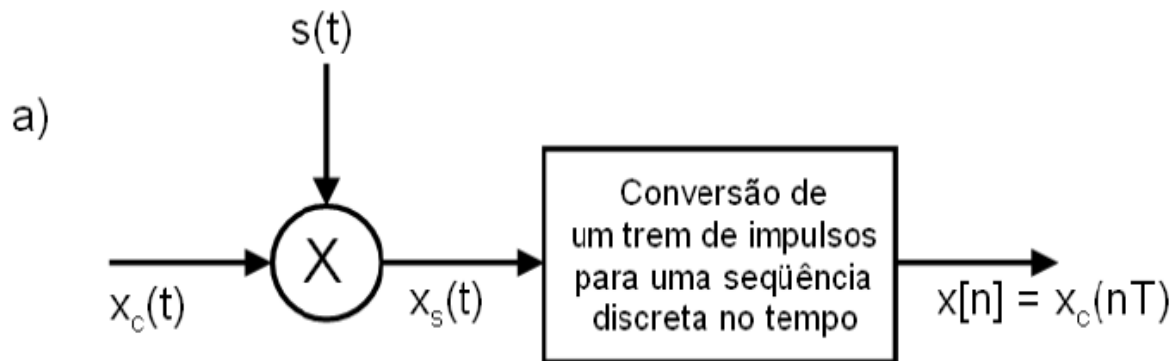 s(t)
a)
X
Conversão de
um trem de impulsos
para uma seqüência
discreta no tempo
x_c(t)
x_s(t)
x[n] = x_c(nT)